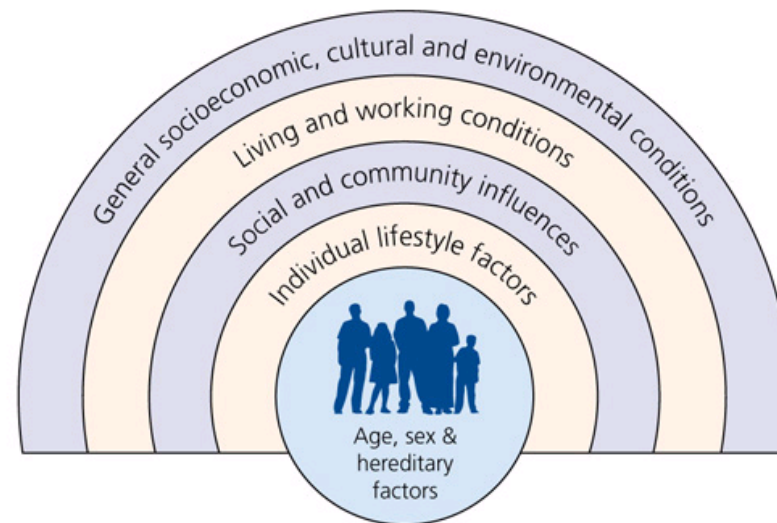 General socioeconomic, cultural and environmental conditions
Living and working conditions
Social and community influences
Individual lifestyle factors
Age, sex &
hereditary
factors